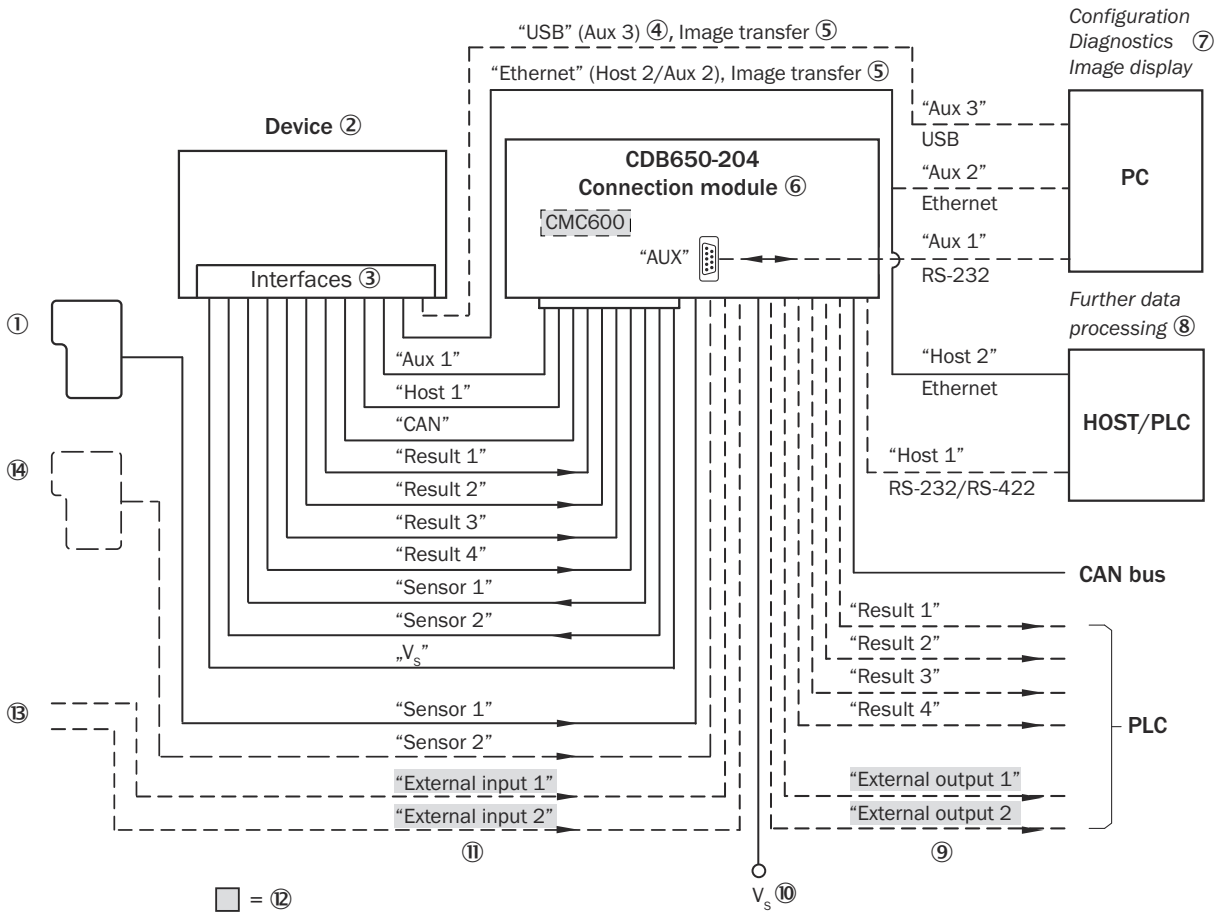 “USB” (Aux 3) ④, Image transfer ⑤
“Ethernet” (Host 2/Aux 2), Image transfer ⑤
Configuration
Diagnostics ⑦
Image display
Device ②
Interfaces ③
CDB650-204
Connection module ⑥
CMC600
“AUX”
“Aux 3”
USB
“Aux 2”
Ethernet
“Aux 1”
RS-232
PC
Further data
processing ⑧
“Host 2”
Ethernet
HOST/PLC
“Host 1”
RS-232/RS-422
①
⑭
⑬
“Aux 1”
“Host 1”
“CAN”
“Result 1”
“Result 2”
“Result 3”
“Result 4”
“Sensor 1”
“Sensor 2”
„Vs”
“Sensor 1”
“Sensor 2”
“External input 1”
“External input 2”
⑪
CAN bus
“Result 1”
“Result 2”
“Result 3”
“Result 4”
PLC
“External output 1”
“External output 2
⑨
Vs ⑩
= ⑫